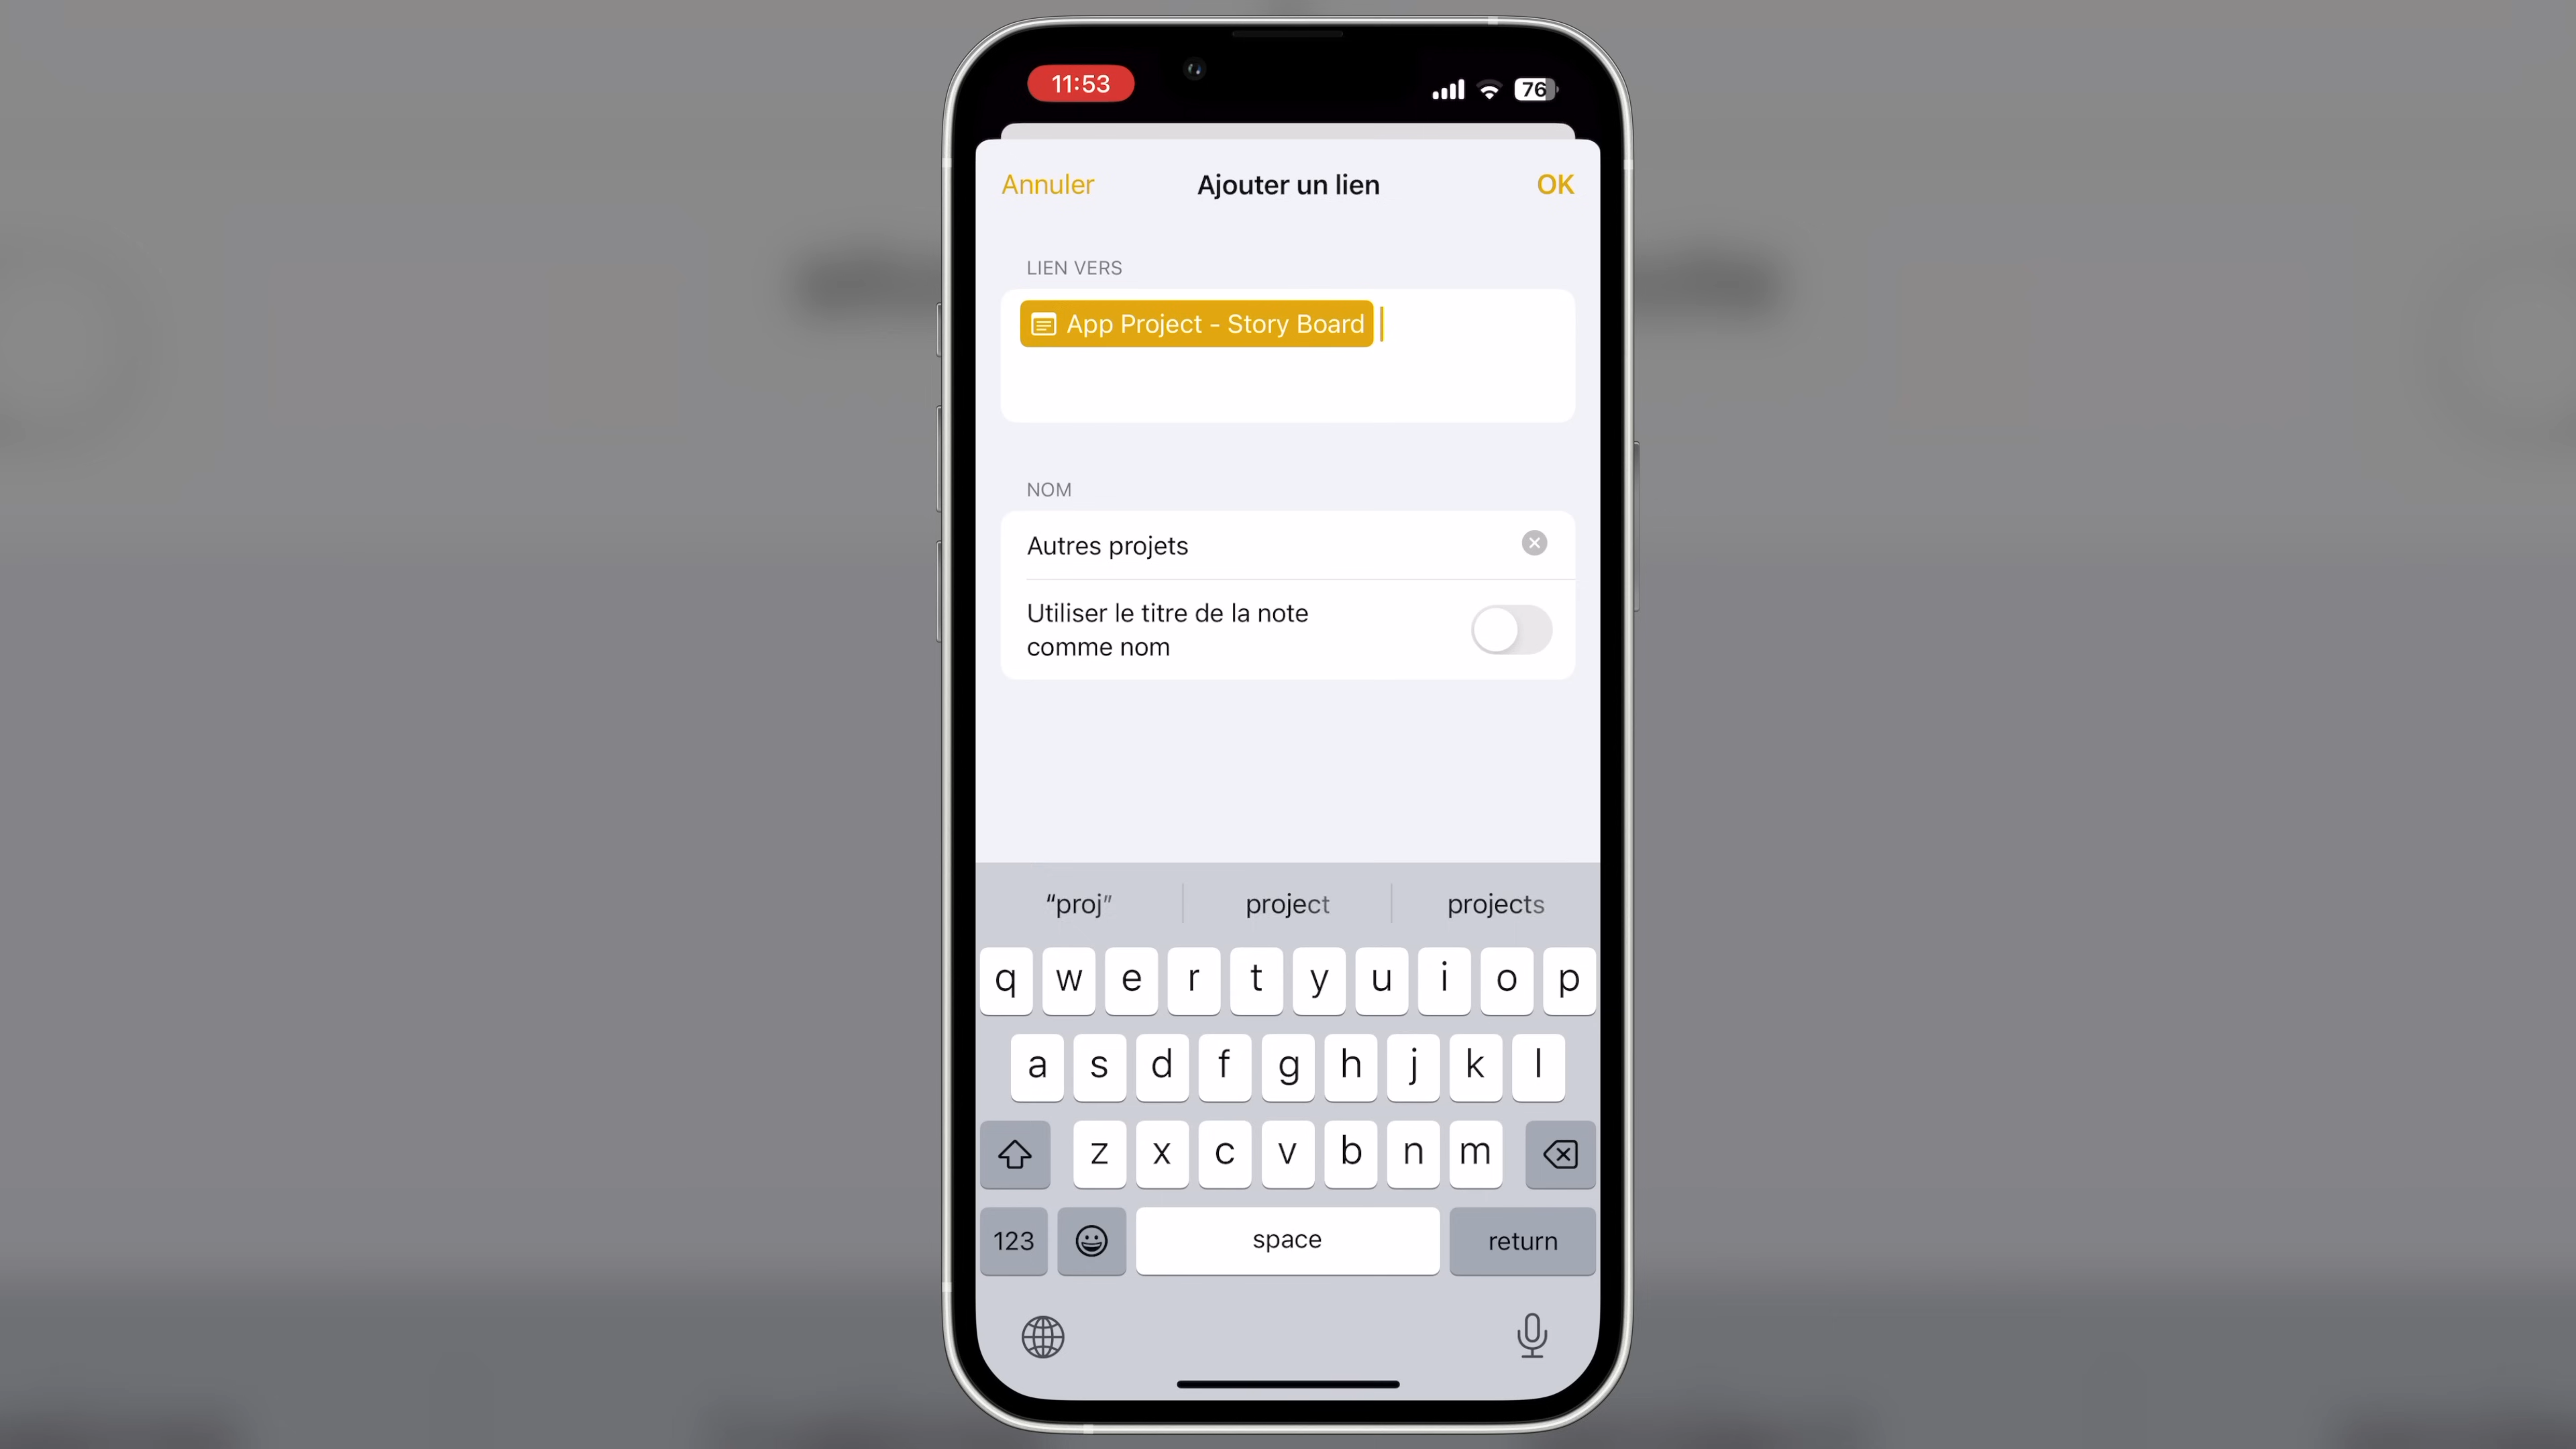 11:53
76
Annuler
Ajouter un lien
OK
LIEN VERS
App Project - Story Board
NOM
Autres projets
Utiliser le titre de la note
comme nom
“proj” project projects
q w e r t y u i o p
a s d f g h j k l
z x c v b n m
123 space return